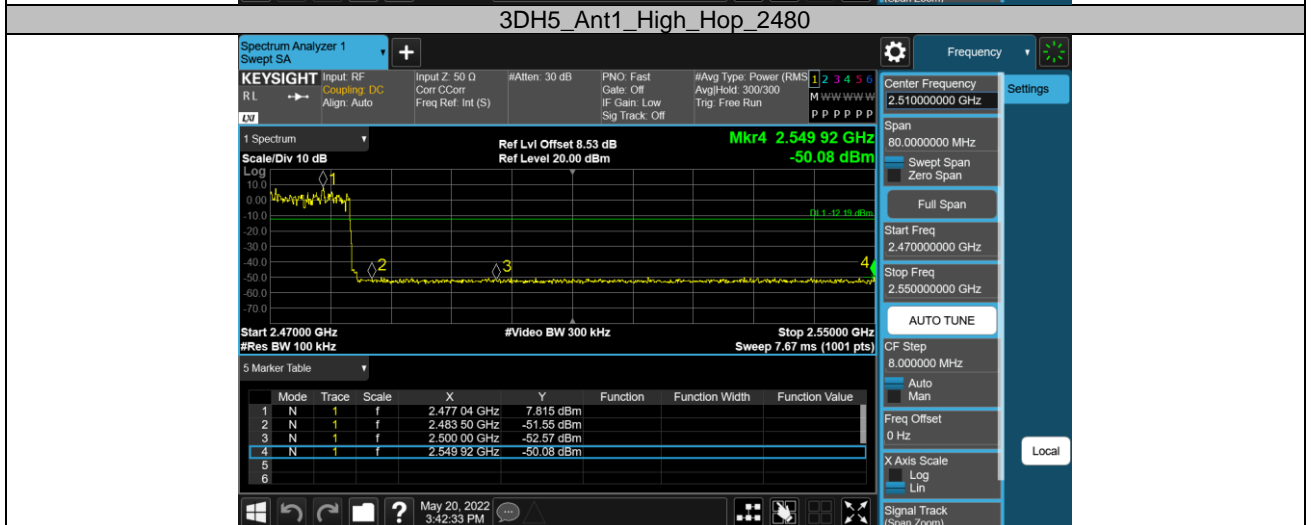 (Span Zoom)
3DH5_Ant1_High_Hop_2480
Spectrum Analyzer 1
Swept SA
Frequency
KEYSIGHT
RL
LXI
Input: RF
Coupling: DC
Align: Auto
Input Z: 50 Ω
Corr CCorr
Freq Ref: Int (S)
#Atten: 30 dB
PNO: Fast
Gate: Off
IF Gain: Low
Sig Track: Off
#Avg Type: Power (RMS
Avg|Hold: 300/300
Trig: Free Run
1 2 3 4 5 6
M W W W W W
P P P P P P
Center Frequency
2.510000000 GHz
Settings
Span
80.0000000 MHz
Swept Span
Zero Span
Full Span
Start Freq
2.470000000 GHz
Stop Freq
2.550000000 GHz
AUTO TUNE
CF Step
8.000000 MHz
Auto
Man
Freq Offset
0 Hz
X Axis Scale
Log
Lin
Signal Track
(Span Zoom)
Local
1 Spectrum
Scale/Div 10 dB
Ref Lvl Offset 8.53 dB
Ref Level 20.00 dBm
Mkr4 2.549 92 GHz
-50.08 dBm
Log
10.0
0.00
-10.0
-20.0
-30.0
-40.0
-50.0
-60.0
-70.0
1
2
3
4
DL1 -12.19 dBm
Start 2.47000 GHz
#Res BW 100 kHz
#Video BW 300 kHz
Stop 2.55000 GHz
Sweep 7.67 ms (1001 pts)
5 Marker Table
Mode Trace Scale X Y Function Function Width Function Value
1 N 1 f 2.477 04 GHz 7.815 dBm
2 N 1 f 2.483 50 GHz -51.55 dBm
3 N 1 f 2.500 00 GHz -52.57 dBm
4 N 1 f 2.549 92 GHz -50.08 dBm
5
6
?
May 20, 2022
3:42:33 PM